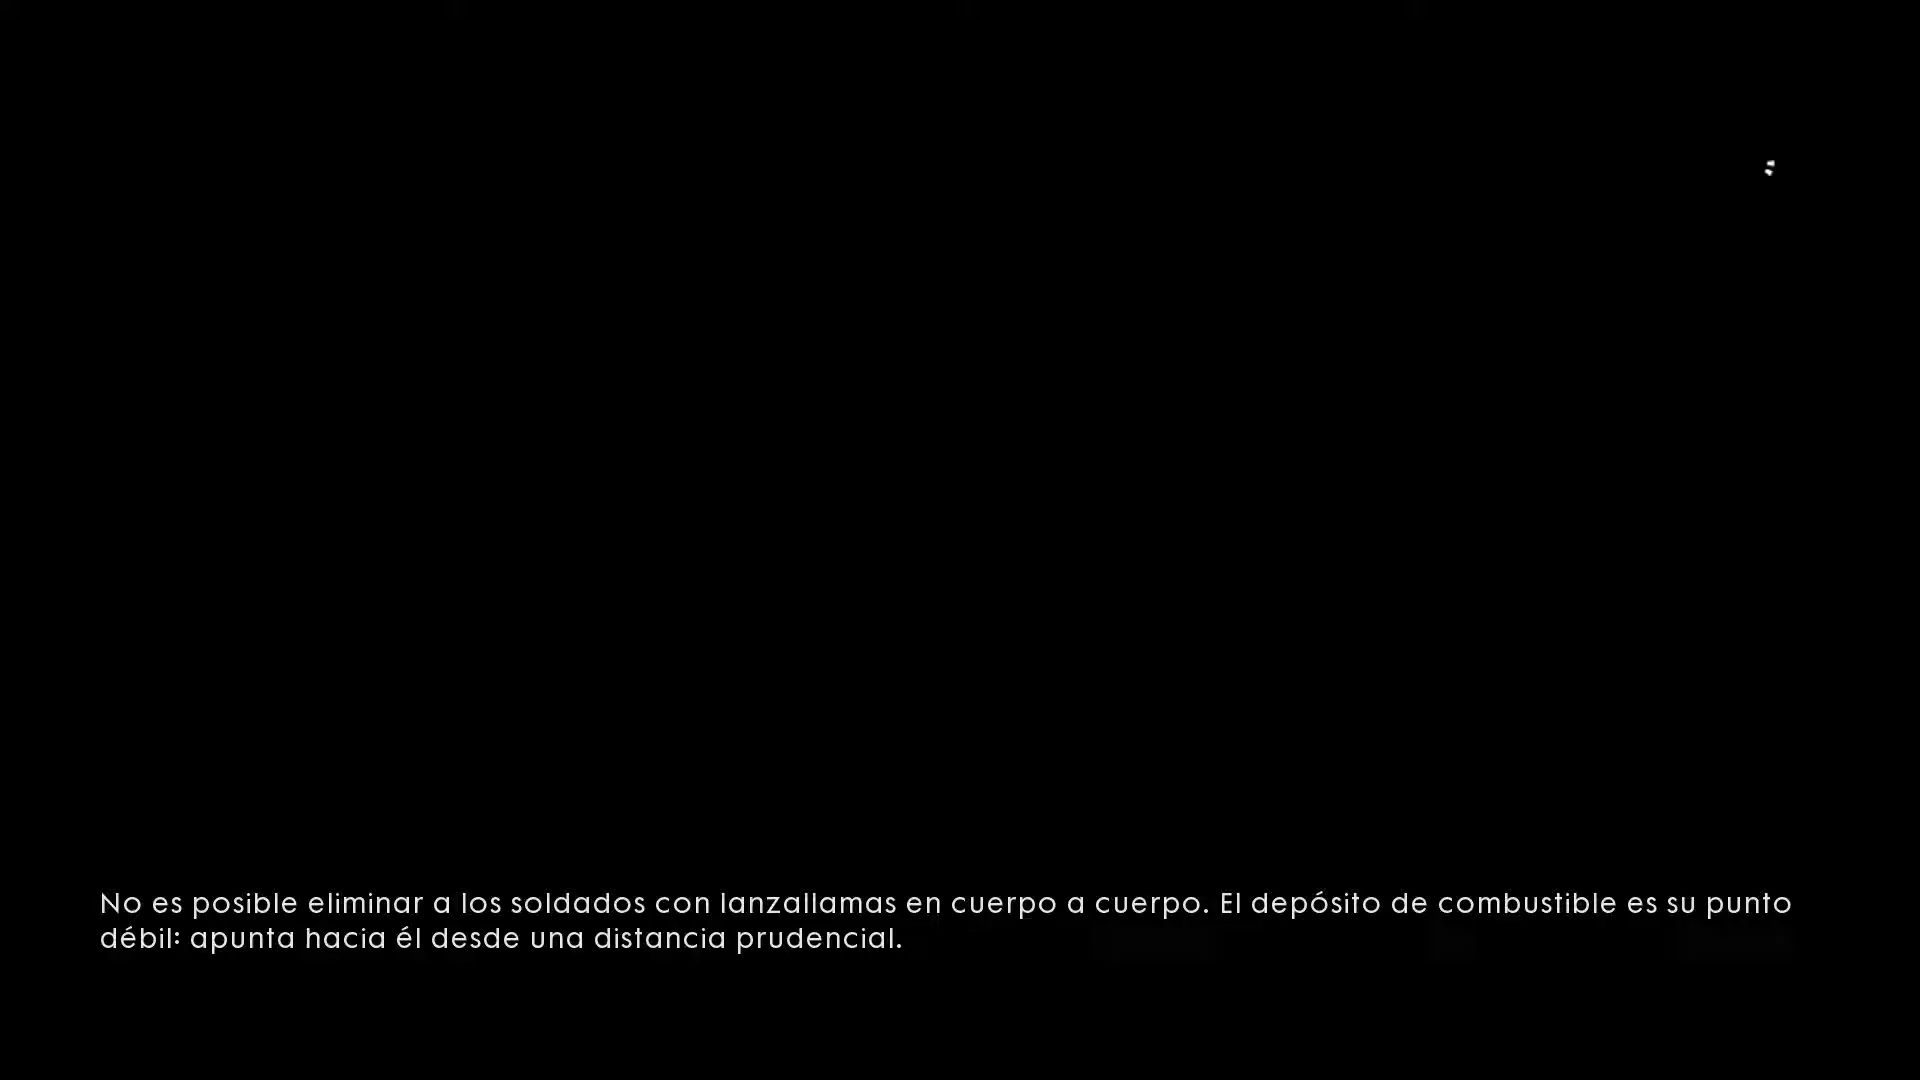 No es posible eliminar a los soldados con lanzallamas en cuerpo a cuerpo. El depósito de combustible es su punto
débil: apunta hacia él desde una distancia prudencial.